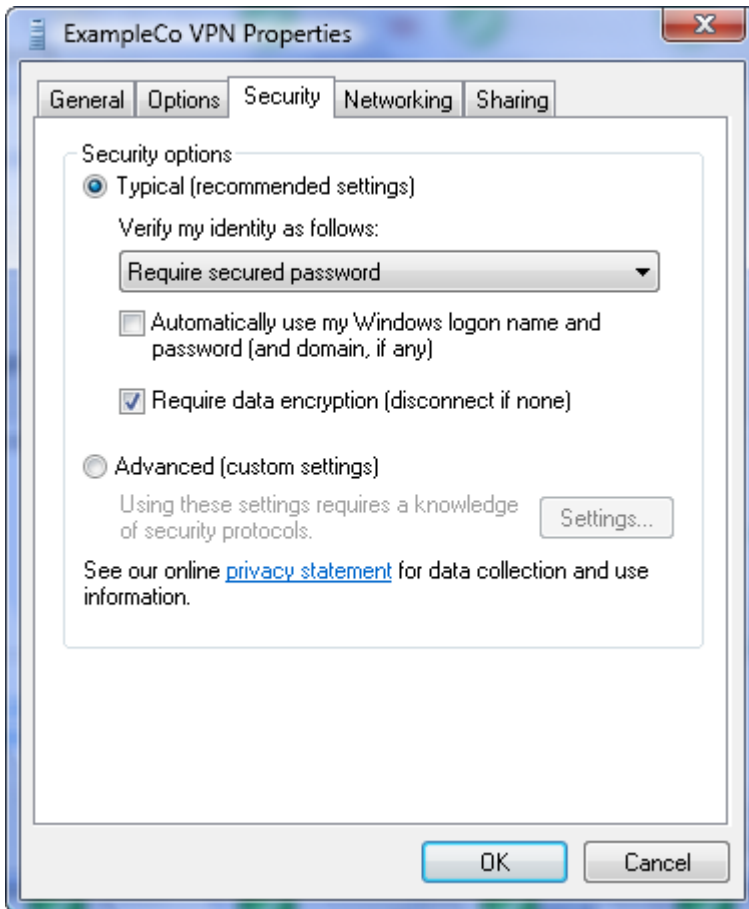 ExampleCo VPN Properties
General Options Security Networking Sharing
Security options
Typical (recommended settings)
Verify my identity as follows:
Require secured password
Automatically use my Windows logon name and
password (and domain, if any)
Require data encryption (disconnect if none)
Advanced (custom settings)
Using these settings requires a knowledge
of security protocols.
Settings...
See our online privacy statement for data collection and use
information.
OK Cancel